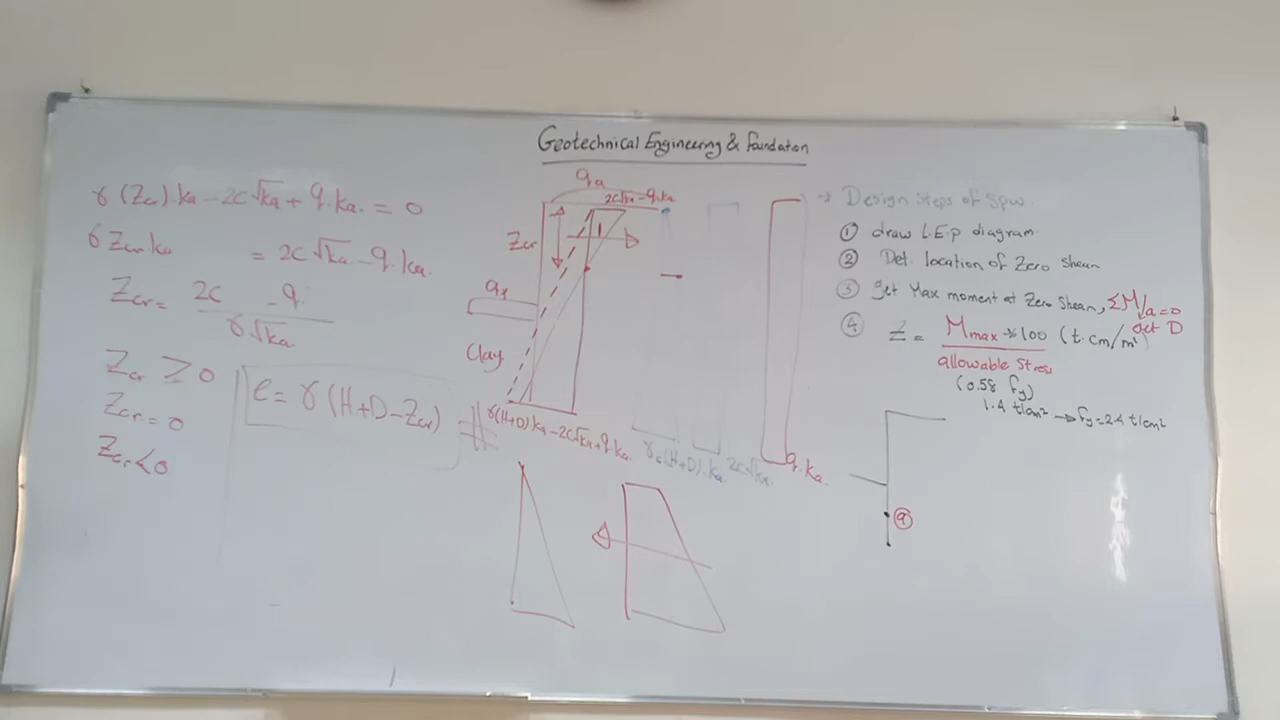 Geotechnical Engineering & Foundation
γ(Zcr).ka - 2c√ka + q.ka. = 0
γ Zcr ka = 2c√ka - q.ka.
Zcr = 2c - q
γ√ka
Zcr ≥ 0
Zcr = 0
Zcr < 0
e = γ(H+D-Zcr)
qa
2c√ka - q.ka
Zcr
1
Clay
γ(H+D).ka - 2c√ka + q.ka.
γc(H+D).ka
2c√ka.
q.ka.
Design steps of spw
① draw L.E.p diagram.
② Det. location of Zero Shear
③ get Max moment at Zero Shear, ΣM/a=0
get D
④ Z = Mmax * 100 (t.cm/m')
allowable stress
(0.58 fy)
1.4 t/cm² → fy = 2.4 t/cm²
ⓐ